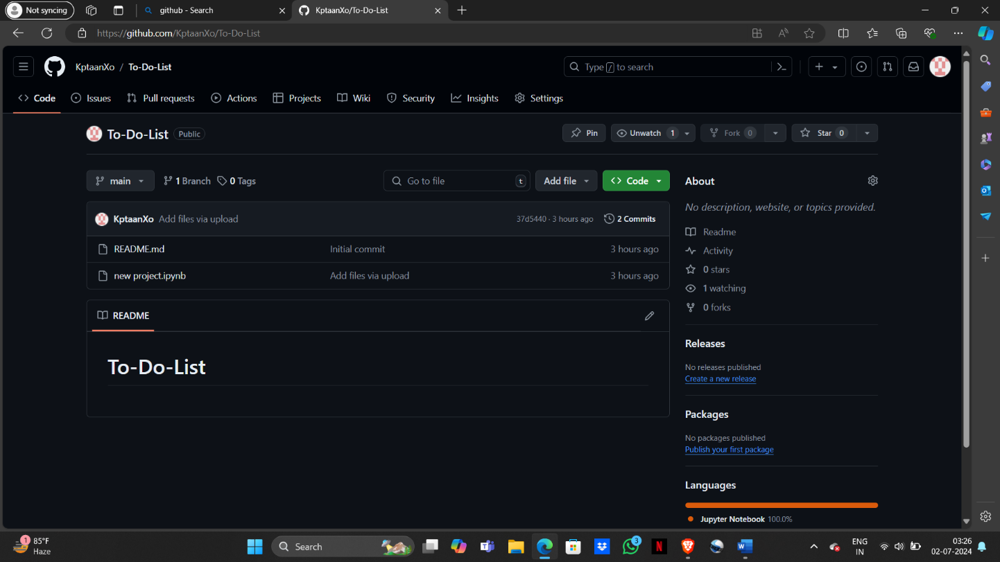 Not syncing
github - Search
KptaanXo/To-Do-List
https://github.com/KptaanXo/To-Do-List
KptaanXo / To-Do-List
Type / to search
Code Issues Pull requests Actions Projects Wiki Security Insights Settings
To-Do-List Public
Pin Unwatch 1 Fork 0 Star 0
main 1 Branch 0 Tags
Go to file t Add file Code
KptaanXo Add files via upload 37d5440 · 3 hours ago 2 Commits
README.md Initial commit 3 hours ago
new project.ipynb Add files via upload 3 hours ago
README
To-Do-List
About
No description, website, or topics provided.
Readme
Activity
0 stars
1 watching
0 forks
Releases
No releases published
Create a new release
Packages
No packages published
Publish your first package
Languages
Jupyter Notebook 100.0%
1
85°F
Haze
Search
3
N
W
ENG
IN
03:26
02-07-2024